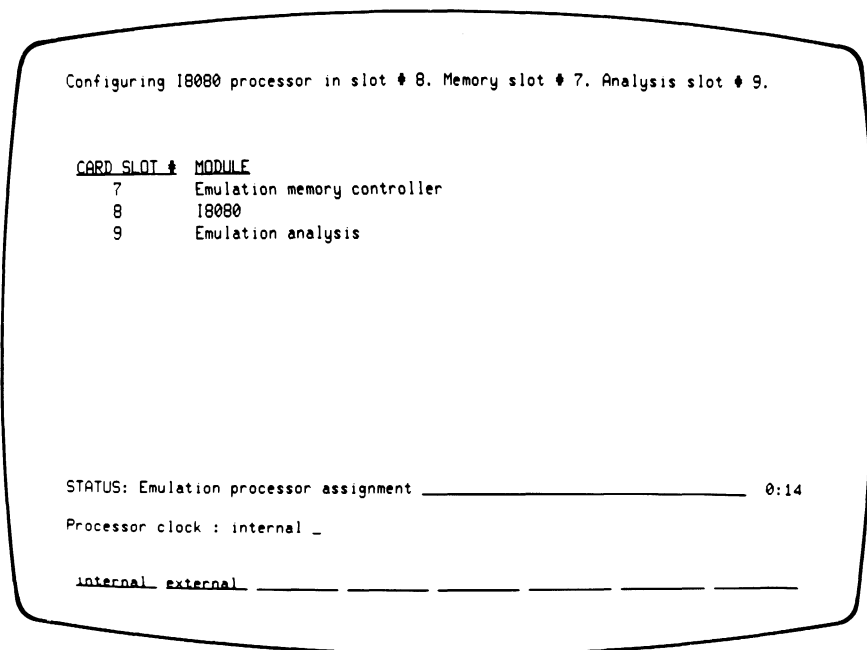 Configuring I8080 processor in slot # 8. Memory slot # 7. Analysis slot # 9.
CARD SLOT # MODULE
7 Emulation memory controller
8 I8080
9 Emulation analysis
STATUS: Emulation processor assignment 0:14
Processor clock : internal _
internal external